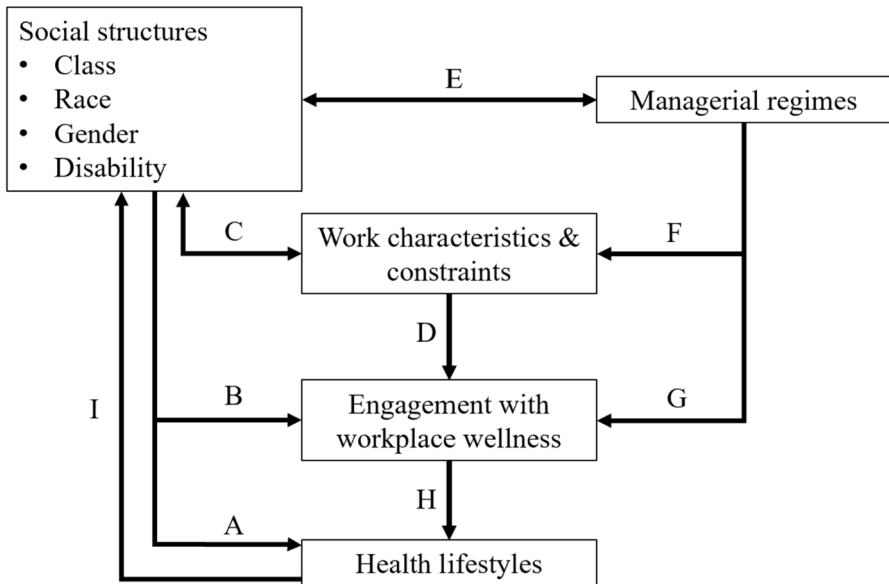 Social structures
• Class
• Race
• Gender
• Disability
E
Managerial regimes
C
Work characteristics &
constraints
F
D
I
B
Engagement with
workplace wellness
G
H
A
Health lifestyles